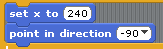 set x to 240
point in direction -90